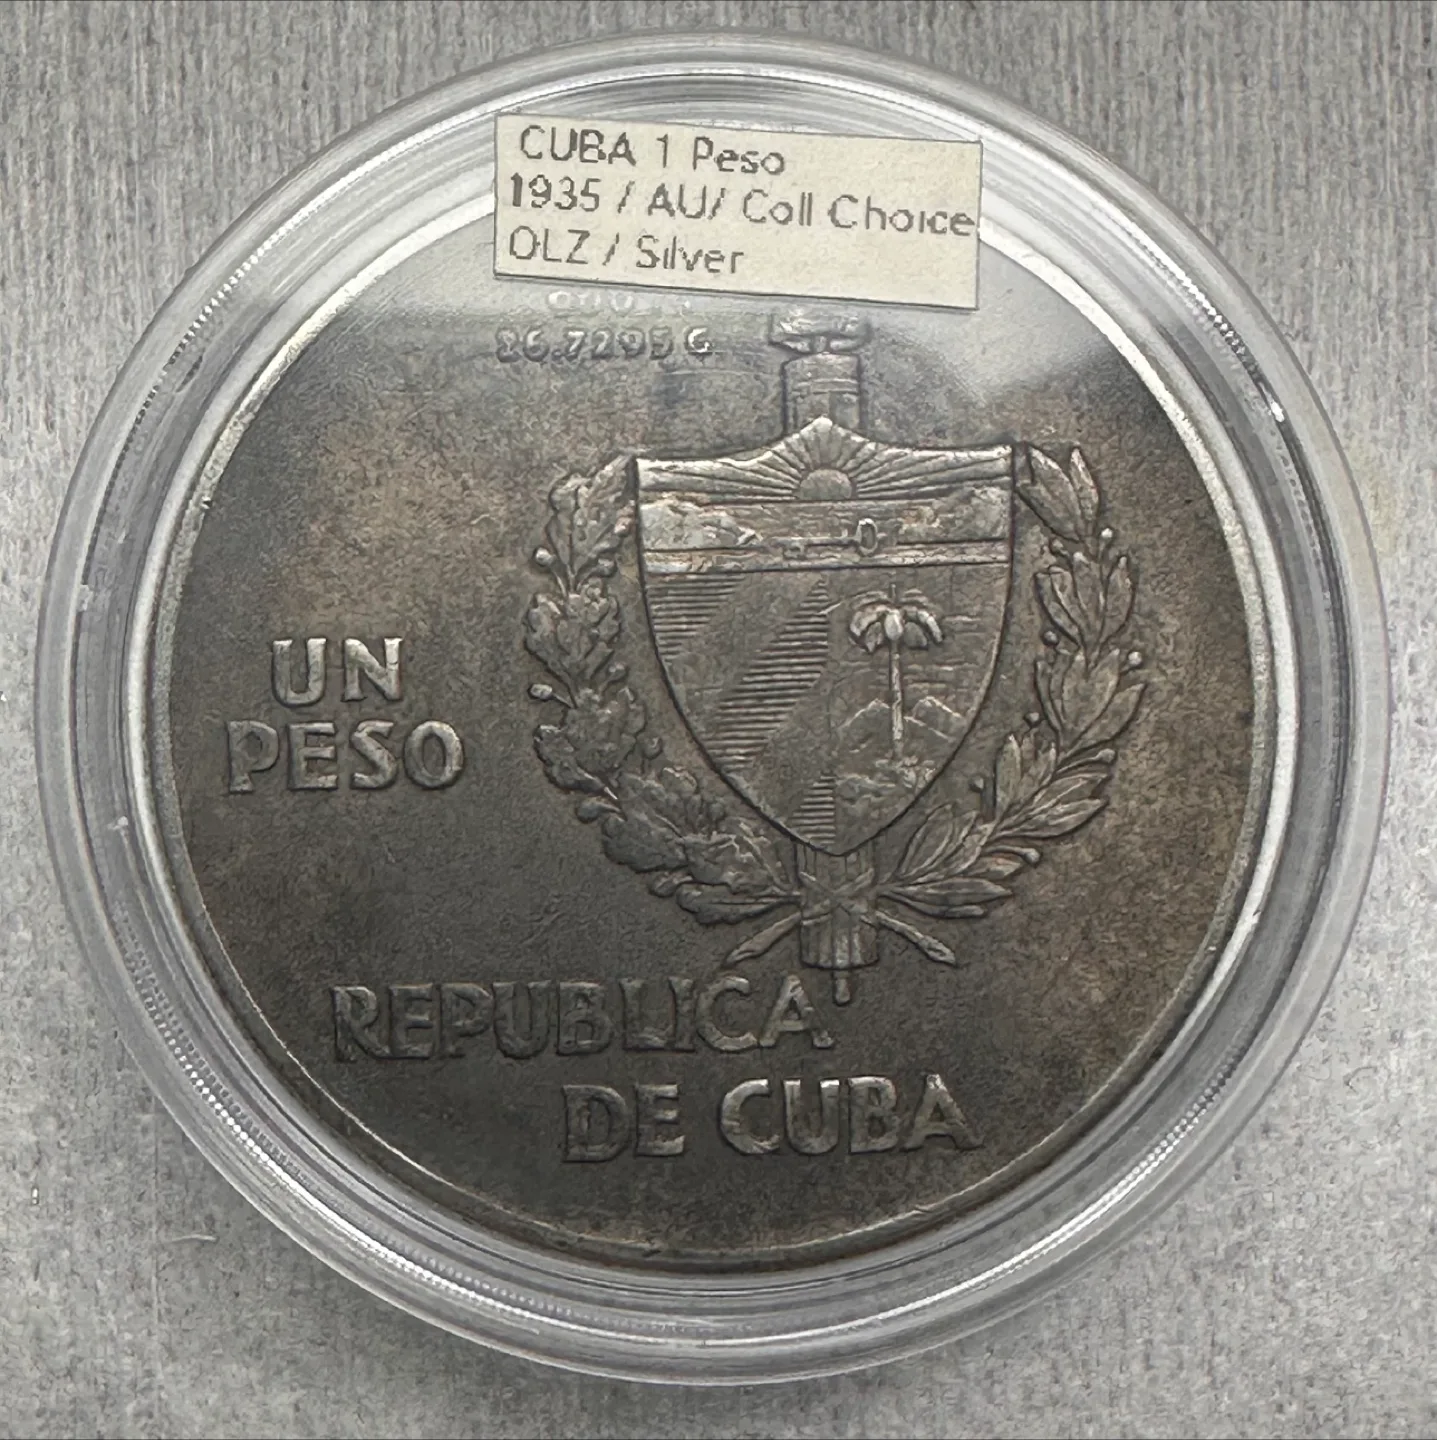 CUBA 1 Peso
1935 / AU/ Coll Choice
OLZ / Silver
26.7295 G
UN
PESO
REPUBLICA
DE CUBA